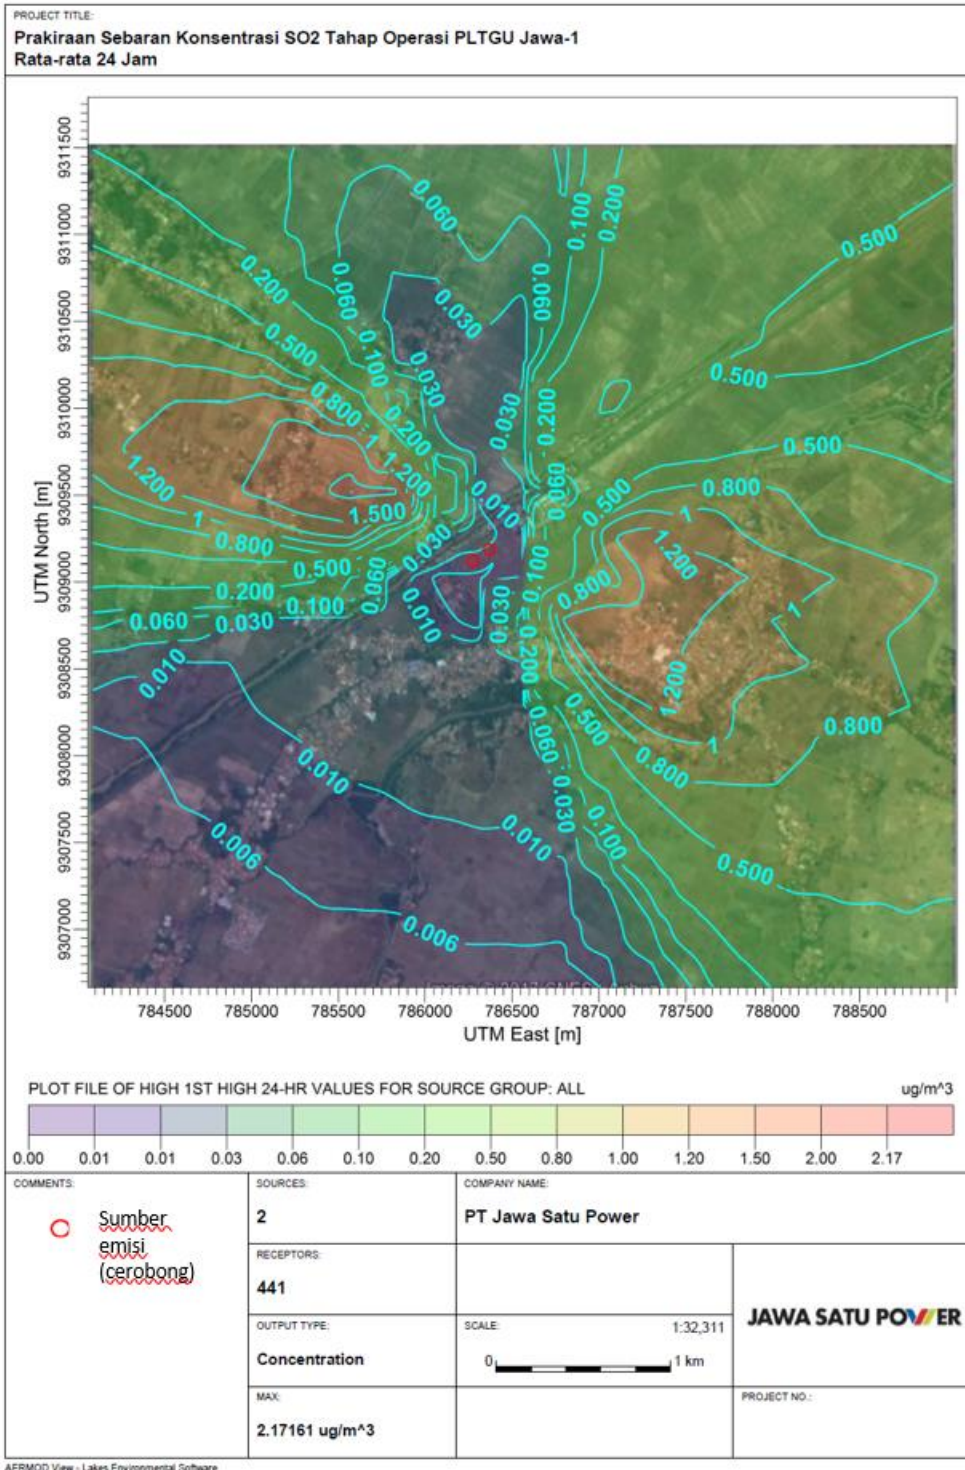 PROJECT TITLE:
Prakiraan Sebaran Konsentrasi SO2 Tahap Operasi PLTGU Jawa-1
Rata-rata 24 Jam
UTM North [m]
9311500
9311000
9310500
9310000
9309500
9309000
9308500
9308000
9307500
9307000
0.060
0.100
0.200
0.500
0.200
0.060
0.060
0.030
0.500
0.100
0.030
0.500
0.800
1
0.200
0.030
0.200
0.500
1.200
1.200
0.060
0.800
1.500
0.010
0.500
1
1
0.800
0.030
1.200
0.500
0.060
0.100
0.800
0.200
0.100
0.010
0.030
1
0.060
0.030
0.010
0.200
1.200
0.500
0.800
0.060
1
0.010
0.800
0.030
0.006
0.010
0.100
0.500
0.006
784500 785000 785500 786000 786500 787000 787500 788000 788500
UTM East [m]
PLOT FILE OF HIGH 1ST HIGH 24-HR VALUES FOR SOURCE GROUP: ALL
ug/m^3
0.00 0.01 0.01 0.03 0.06 0.10 0.20 0.50 0.80 1.00 1.20 1.50 2.00 2.17
COMMENTS:
Sumber
emisi
(cerobong)
SOURCES:
2
COMPANY NAME:
PT Jawa Satu Power
RECEPTORS:
441
OUTPUT TYPE:
Concentration
SCALE:
1:32,311
0
1 km
JAWA SATU POWER
MAX:
2.17161 ug/m^3
PROJECT NO.:
AERMOD View - Lakes Environmental Software